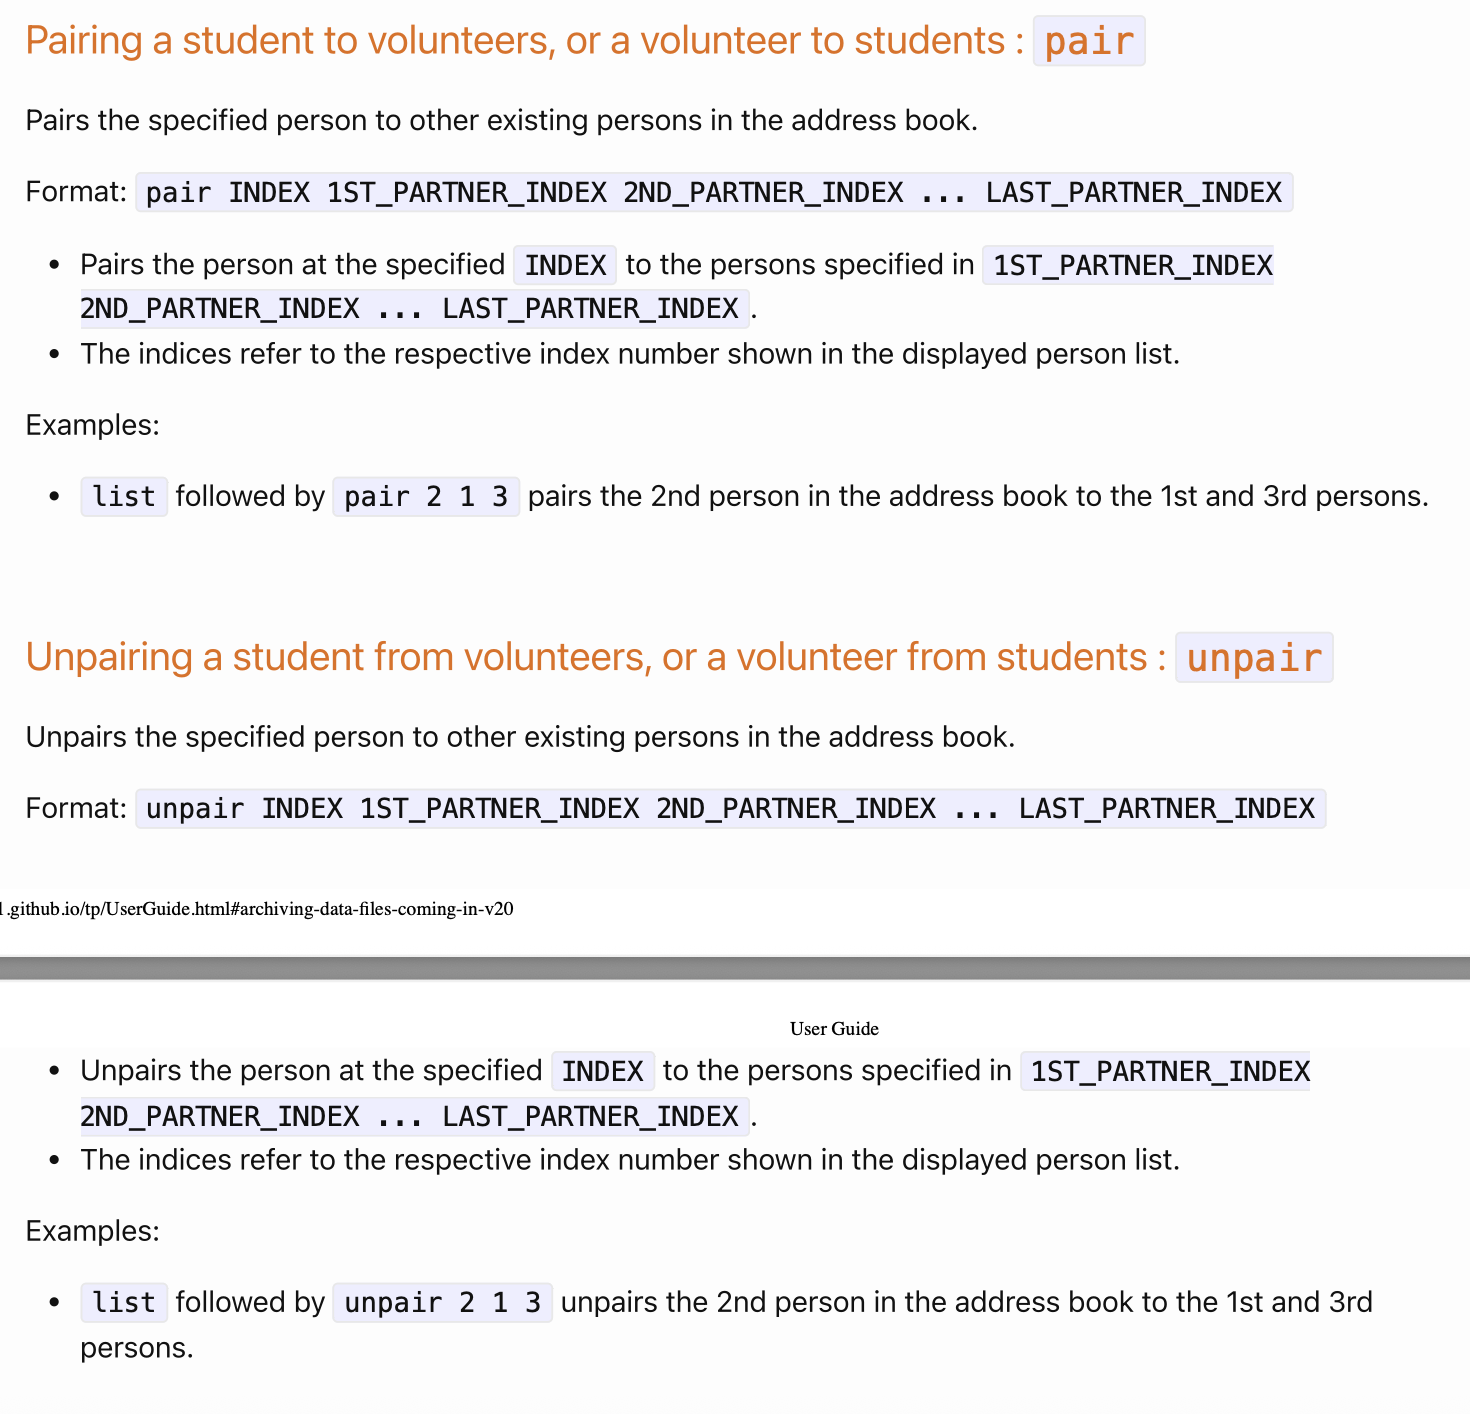 Pairing a student to volunteers, or a volunteer to students : pair
Pairs the specified person to other existing persons in the address book.
Format: pair INDEX 1ST_PARTNER_INDEX 2ND_PARTNER_INDEX ... LAST_PARTNER_INDEX
• Pairs the person at the specified INDEX to the persons specified in 1ST_PARTNER_INDEX
2ND_PARTNER_INDEX ... LAST_PARTNER_INDEX.
• The indices refer to the respective index number shown in the displayed person list.
Examples:
• list followed by pair 2 1 3 pairs the 2nd person in the address book to the 1st and 3rd persons.
Unpairing a student from volunteers, or a volunteer from students : unpair
Unpairs the specified person to other existing persons in the address book.
Format: unpair INDEX 1ST_PARTNER_INDEX 2ND_PARTNER_INDEX ... LAST_PARTNER_INDEX
.github.io/tp/UserGuide.html#archiving-data-files-coming-in-v20
User Guide
• Unpairs the person at the specified INDEX to the persons specified in 1ST_PARTNER_INDEX
2ND_PARTNER_INDEX ... LAST_PARTNER_INDEX.
• The indices refer to the respective index number shown in the displayed person list.
Examples:
• list followed by unpair 2 1 3 unpairs the 2nd person in the address book to the 1st and 3rd
persons.